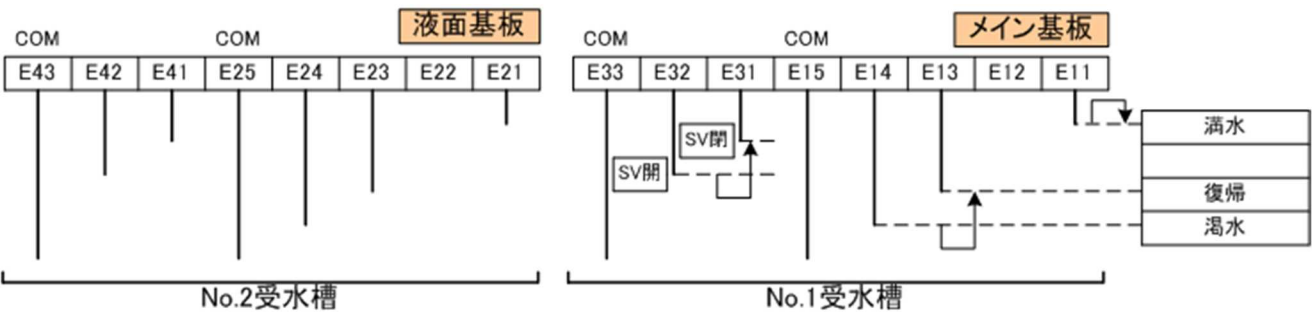 液面基板
メイン基板
COM COM COM COM
E43 E42 E41 E25 E24 E23 E22 E21 E33 E32 E31 E15 E14 E13 E12 E11
満水
SV閉
SV開
復帰
渇水
No.2受水槽 No.1受水槽